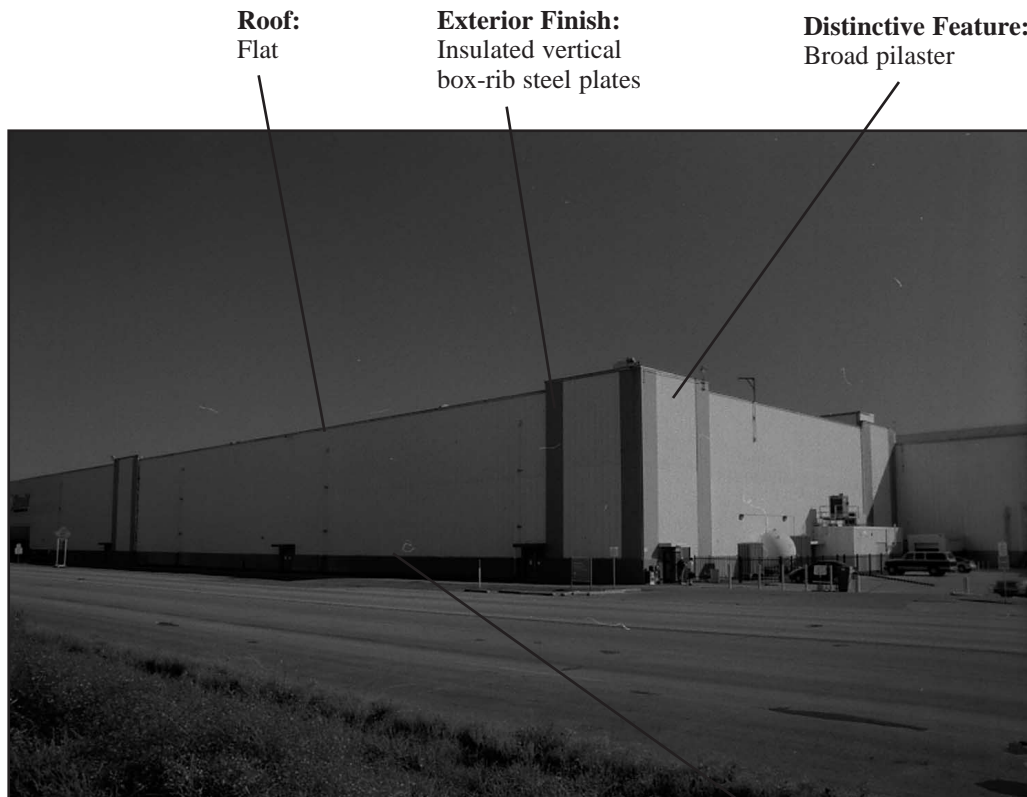 Roof:
Flat
Exterior Finish:
Insulated vertical
box-rib steel plates
Distinctive Feature:
Broad pilaster